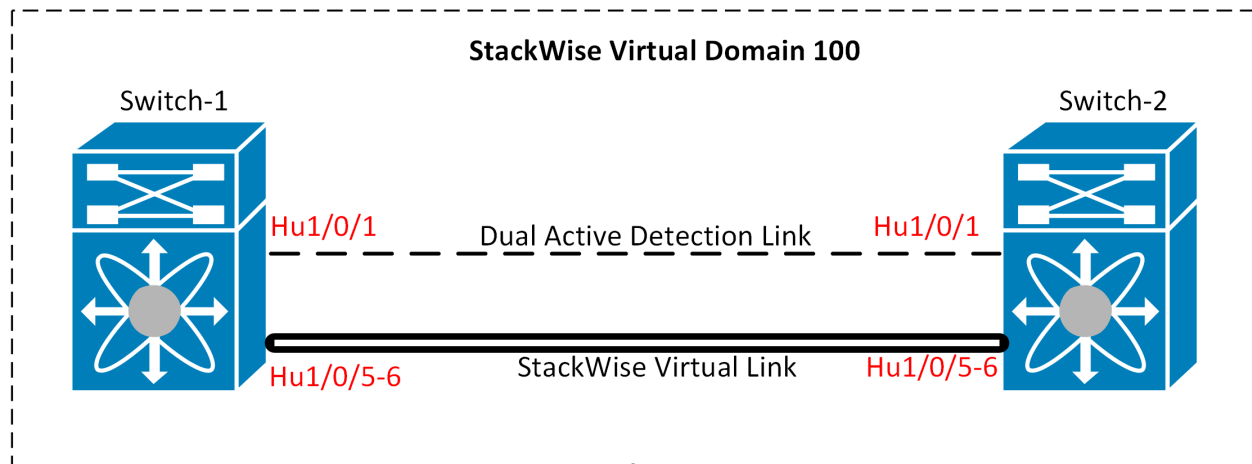 StackWise Virtual Domain 100
Switch-1
Switch-2
Hu1/0/1
Dual Active Detection Link
Hu1/0/1
Hu1/0/5-6
StackWise Virtual Link
Hu1/0/5-6